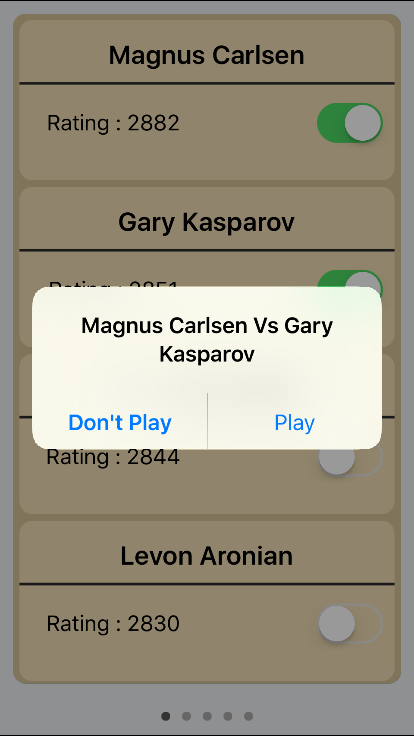 Magnus Carlsen
Rating : 2882
Gary Kasparov
Rating : 2851
Magnus Carlsen Vs Gary
Kasparov
Don't Play
Play
Rating : 2844
Levon Aronian
Rating : 2830